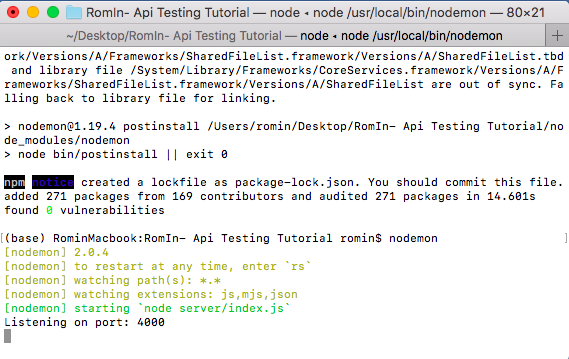 RomIn- Api Testing Tutorial — node ◂ node /usr/local/bin/nodemon — 80×21
~/Desktop/RomIn- Api Testing Tutorial — node ◂ node /usr/local/bin/nodemon +
ork/Versions/A/Frameworks/SharedFileList.framework/Versions/A/SharedFileList.tbd
and library file /System/Library/Frameworks/CoreServices.framework/Versions/A/F
rameworks/SharedFileList.framework/Versions/A/SharedFileList are out of sync. Fa
lling back to library file for linking.
> nodemon@1.19.4 postinstall /Users/romin/Desktop/RomIn- Api Testing Tutorial/no
de_modules/nodemon
> node bin/postinstall || exit 0
npm notice created a lockfile as package-lock.json. You should commit this file.
added 271 packages from 169 contributors and audited 271 packages in 14.601s
found 0 vulnerabilities
[(base) RominMacbook:RomIn- Api Testing Tutorial romin$ nodemon ]
[nodemon] 2.0.4
[nodemon] to restart at any time, enter `rs`
[nodemon] watching path(s): *.*
[nodemon] watching extensions: js,mjs,json
[nodemon] starting `node server/index.js`
Listening on port: 4000